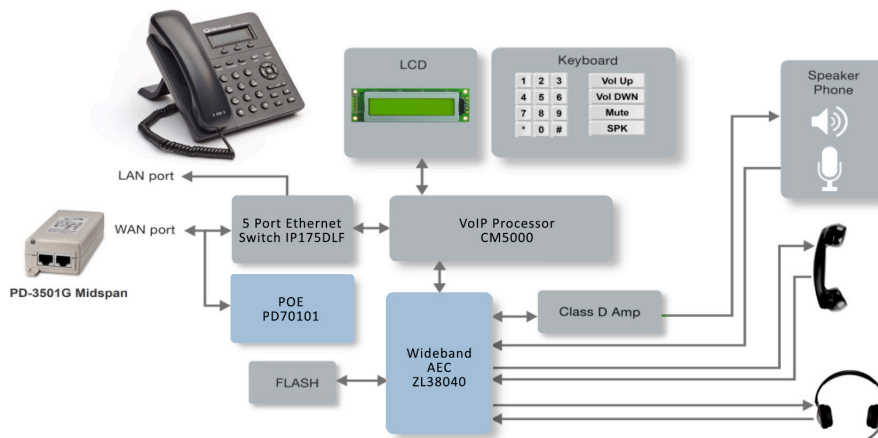 LCD
Keyboard
1 2 3
4 5 6
7 8 9
* 0 #
Vol Up
Vol DWN
Mute
SPK
Speaker
Phone
LAN port
WAN port
5 Port Ethernet
Switch IP175DLF
VoIP Processor
CM5000
PD-3501G Midspan
POE
PD70101
Class D Amp
Wideband
AEC
ZL38040
FLASH